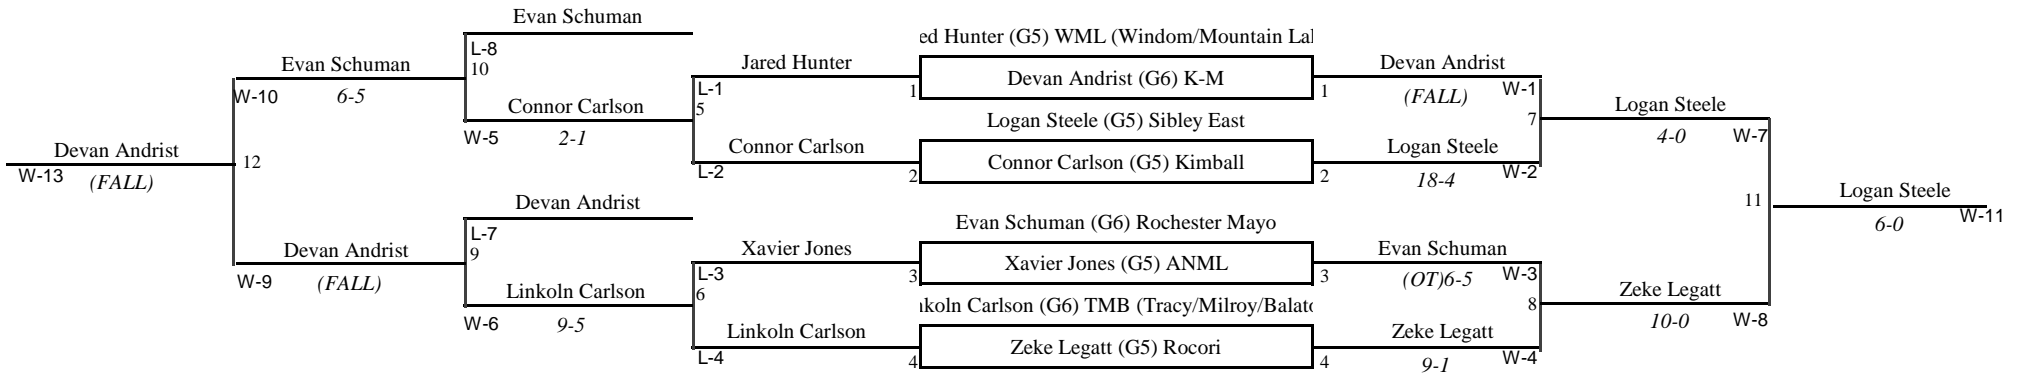 Evan Schuman
L-8
10
Evan Schuman
6-5
W-10
Connor Carlson
2-1
W-5
Jared Hunter
L-1
5
Connor Carlson
L-2
Devan Andrist
(FALL)
W-13
12
Devan Andrist
L-7
9
Devan Andrist
(FALL)
W-9
Linkoln Carlson
9-5
W-6
Xavier Jones
L-3
6
Linkoln Carlson
L-4
ed Hunter (G5) WML (Windom/Mountain Lal
1 Devan Andrist (G6) K-M 1
Logan Steele (G5) Sibley East
2 Connor Carlson (G5) Kimball 2
Evan Schuman (G6) Rochester Mayo
3 Xavier Jones (G5) ANML 3
nkoln Carlson (G6) TMB (Tracy/Milroy/Balato
4 Zeke Legatt (G5) Rocori 4
Devan Andrist
(FALL)
W-1
7
Logan Steele
18-4
W-2
Evan Schuman
(OT)6-5
W-3
8
Zeke Legatt
9-1
W-4
Logan Steele
4-0
W-7
11
Zeke Legatt
10-0
W-8
Logan Steele
6-0
W-11